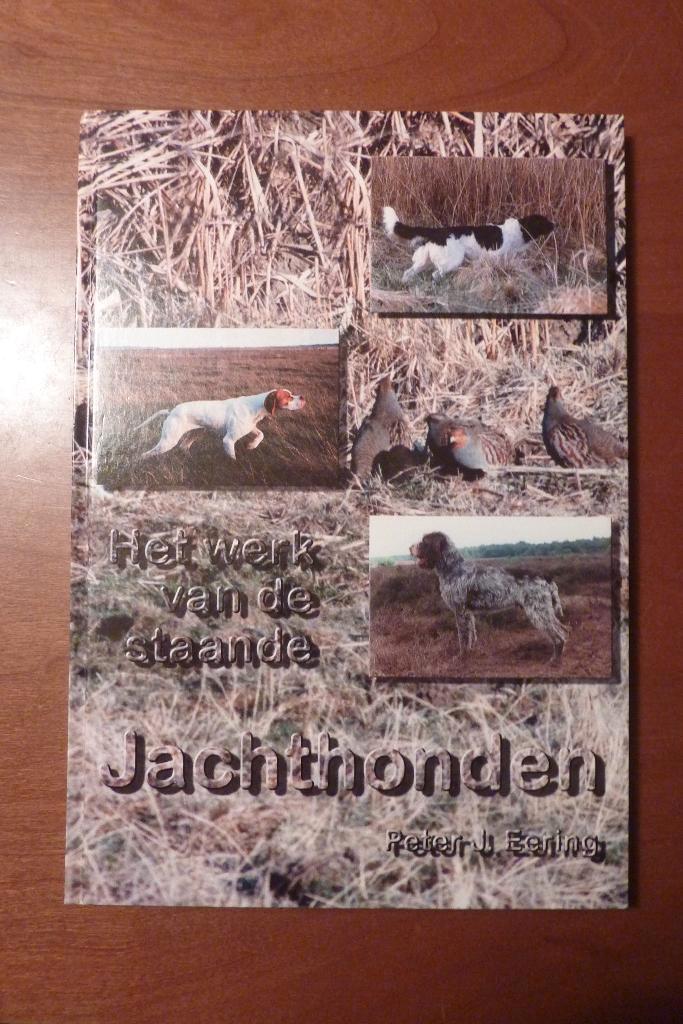 Het werk
van de
staande
Jachthonden
Peter J. Eering